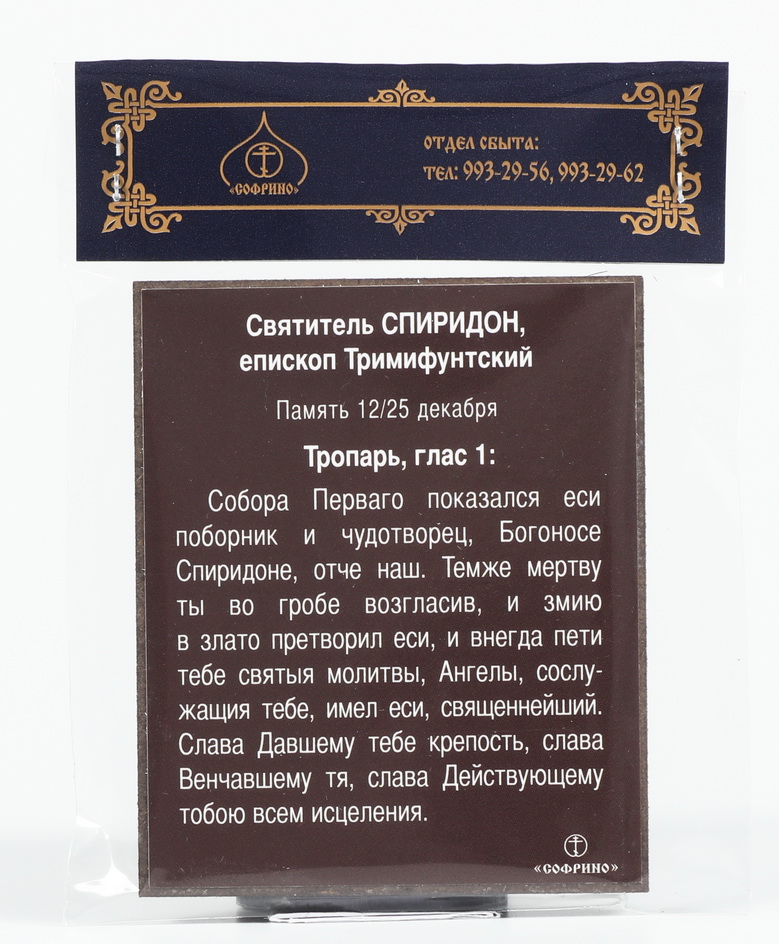 «СОФРИНО»
ОТДЕЛ СБЫТА:
ТЕЛ: 993-29-56, 993-29-62
Святитель СПИРИДОН,
епископ Тримифунтский
Память 12/25 декабря
Тропарь, глас 1:
Собора Перваго показался еси
поборник и чудотворец, Богоносе
Спиридоне, отче наш. Темже мертву
ты во гробе возгласив, и змию
в злато претворил еси, и внегда пети
тебе святыя молитвы, Ангелы, сослу-
жащия тебе, имел еси, священнейший.
Слава Давшему тебе крепость, слава
Венчавшему тя, слава Действующему
тобою всем исцеления.
«СОФРИНО»